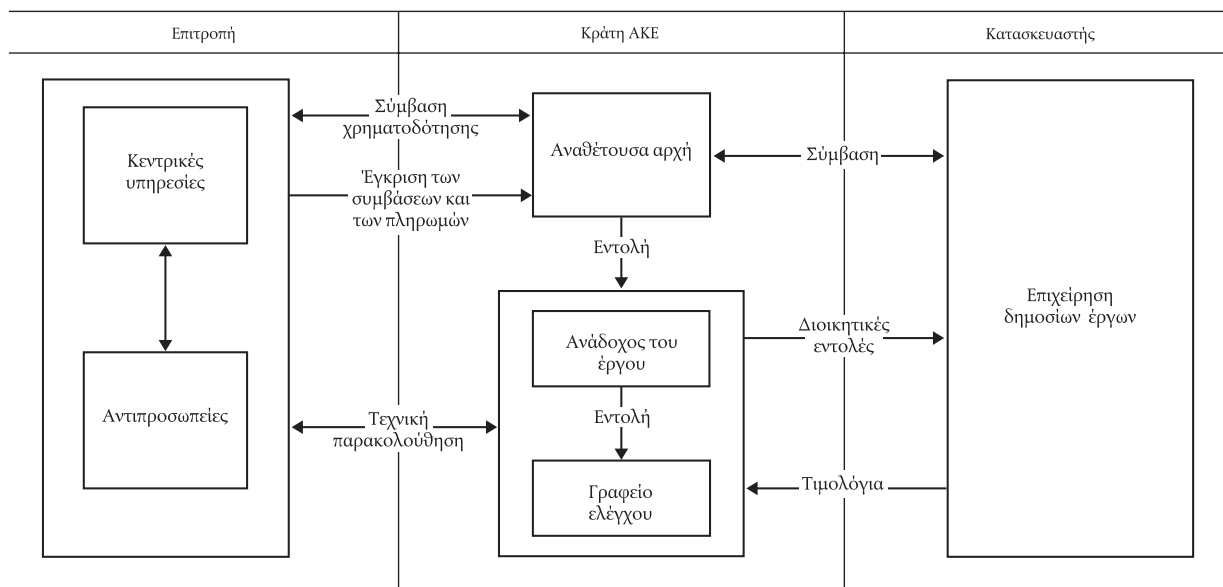 Επιτροπή
Κράτη ΑΚΕ
Κατασκευαστής
Κεντρικές
υπηρεσίες
Αντιπροσωπείες
Σύμβαση
χρηματοδότησης
Έγκριση των
συμβάσεων και
των πληρωμών
Τεχνική
παρακολούθηση
Αναθέτουσα αρχή
Εντολή
Ανάδοχος του
έργου
Εντολή
Γραφείο
ελέγχου
Σύμβαση
Διοικητικές
εντολές
Τιμολόγια
Επιχείρηση
δημοσίων έργων